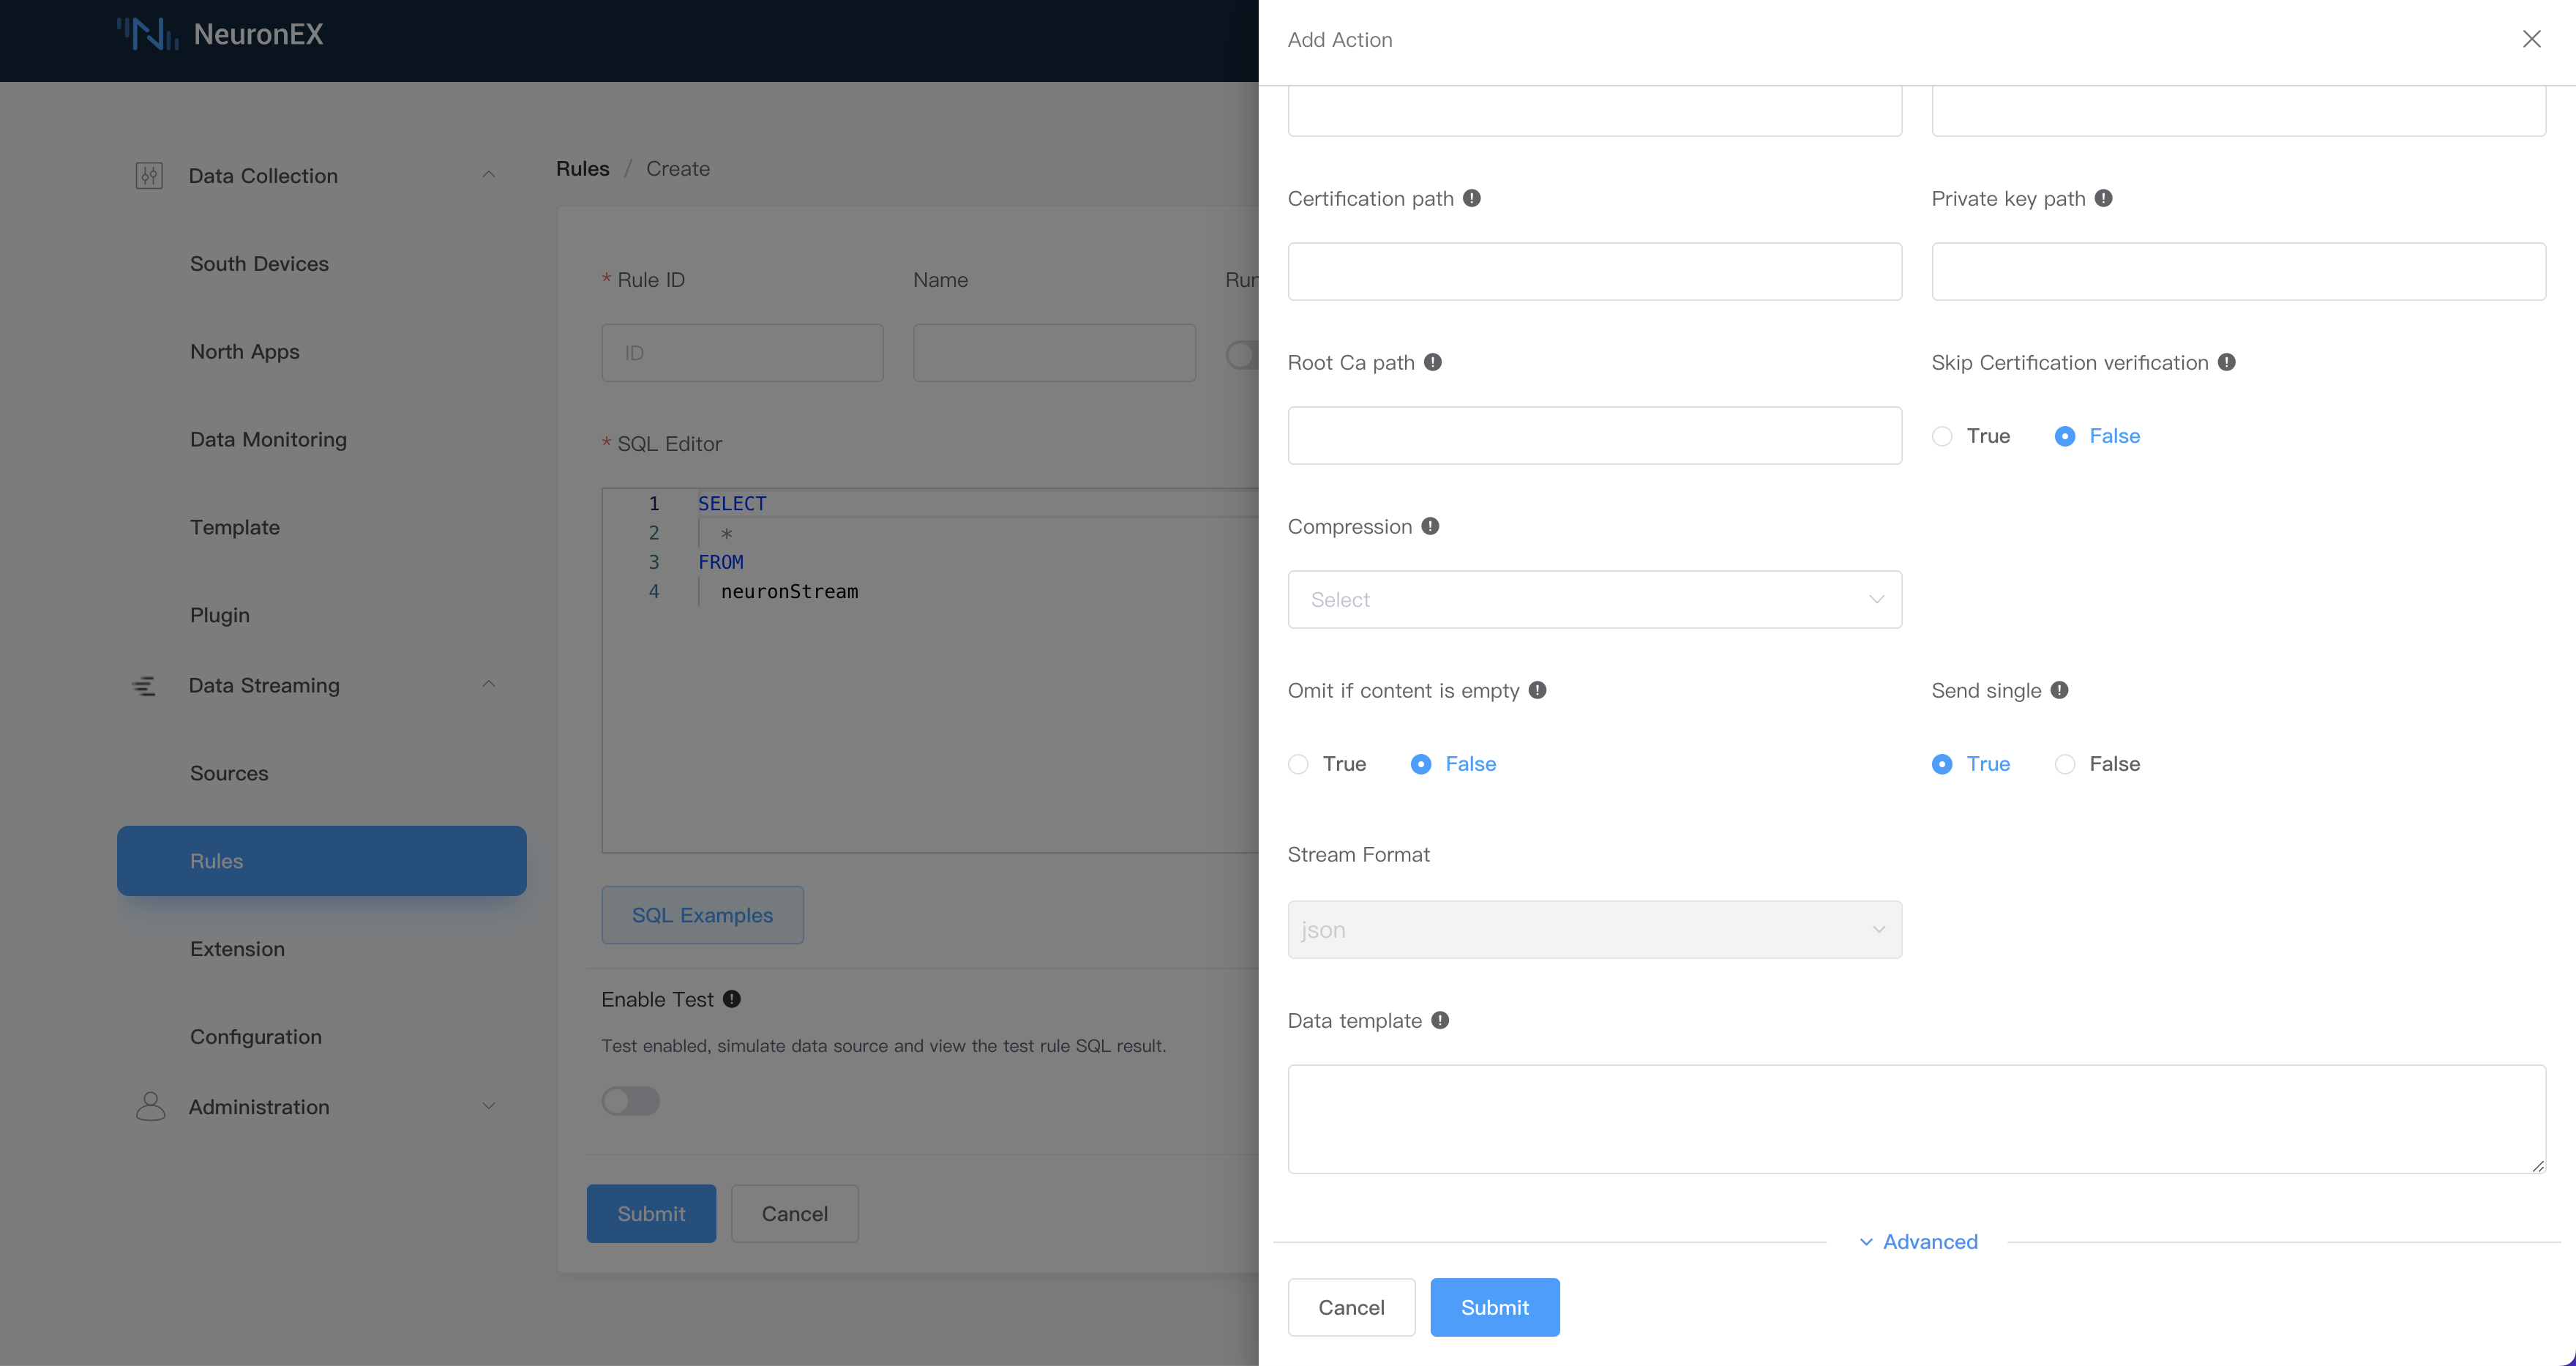 NeuronEX
Data Collection
South Devices
North Apps
Data Monitoring
Template
Plugin
Data Streaming
Sources
Rules
Extension
Configuration
Administration
Rules / Create
* Rule ID
Name
Run
ID
* SQL Editor
1 SELECT
2 *
3 FROM
4 neuronStream
SQL Examples
Enable Test
Test enabled, simulate data source and view the test rule SQL result.
Submit
Cancel
Add Action
Certification path
Private key path
Root Ca path
Skip Certification verification
True
False
Compression
Select
Omit if content is empty
Send single
True
False
True
False
Stream Format
json
Data template
Advanced
Cancel
Submit